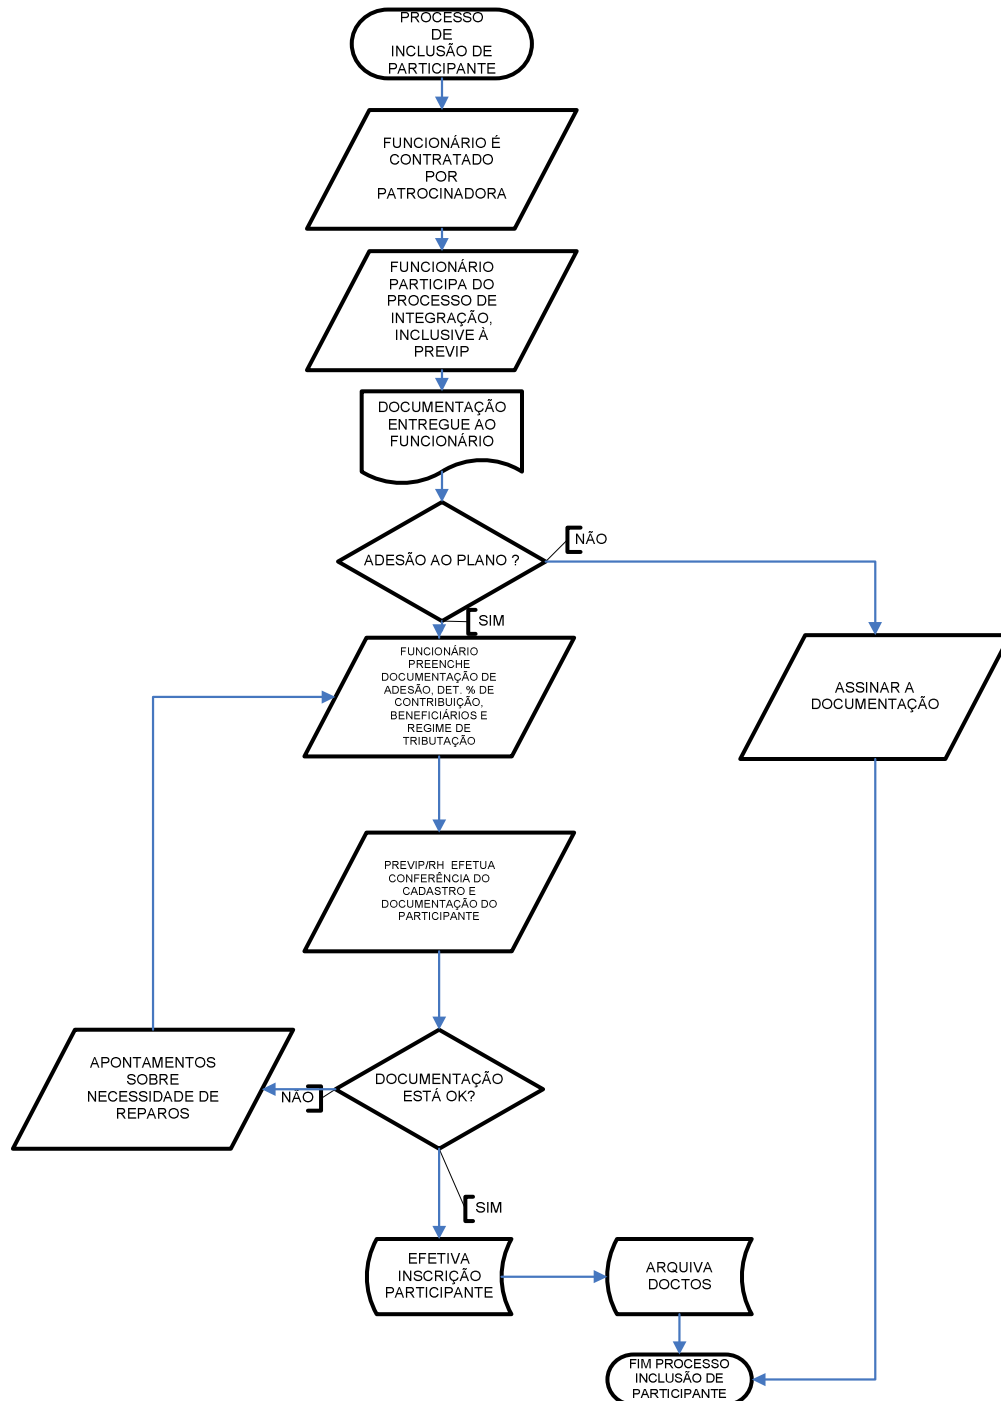 PROCESSO
DE
INCLUSÃO DE
PARTICIPANTE
FUNCIONÁRIO É
CONTRATADO
POR
PATROCINADORA
FUNCIONÁRIO
PARTICIPA DO
PROCESSO DE
INTEGRAÇÃO,
INCLUSIVE À
PREVIP
DOCUMENTAÇÃO
ENTREGUE AO
FUNCIONÁRIO
ADESÃO AO PLANO ?
NÃO
SIM
FUNCIONÁRIO
PREENCHE
DOCUMENTAÇÃO DE
ADESÃO, DET. % DE
CONTRIBUIÇÃO,
BENEFICIÁRIOS E
REGIME DE
TRIBUTAÇÃO
ASSINAR A
DOCUMENTAÇÃO
PREVIP/RH EFETUA
CONFERÊNCIA DO
CADASTRO E
DOCUMENTAÇÃO DO
PARTICIPANTE
APONTAMENTOS
SOBRE
NECESSIDADE DE
REPAROS
NÃO
DOCUMENTAÇÃO
ESTÁ OK?
SIM
EFETIVA
INSCRIÇÃO
PARTICIPANTE
ARQUIVA
DOCTOS
FIM PROCESSO
INCLUSÃO DE
PARTICIPANTE